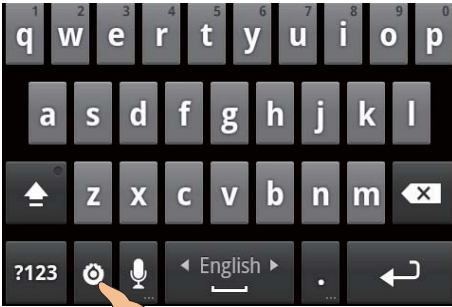 1 2 3 4 5 6 7 8 9 0
q w e r t y u i o p
a s d f g h j k l
z x c v b n m
?123 ... English . ...